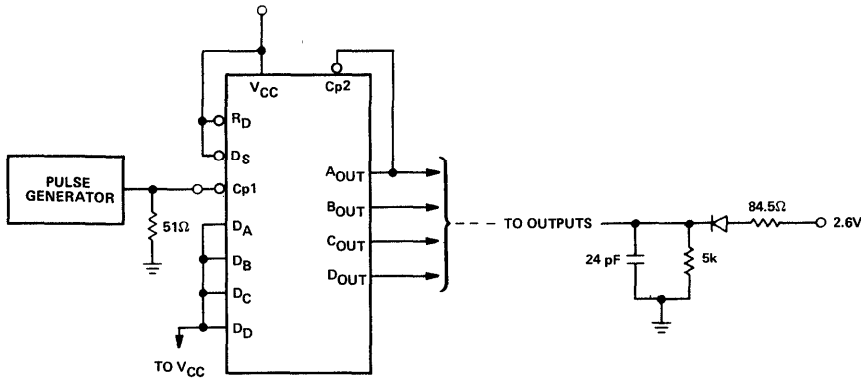 V_CC
Cp2
R_D
D_S
Cp1
PULSE
GENERATOR
51Ω
D_A
D_B
D_C
D_D
TO V_CC
A_OUT
B_OUT
C_OUT
D_OUT
TO OUTPUTS
84.5Ω
2.6V
24 pF
5k